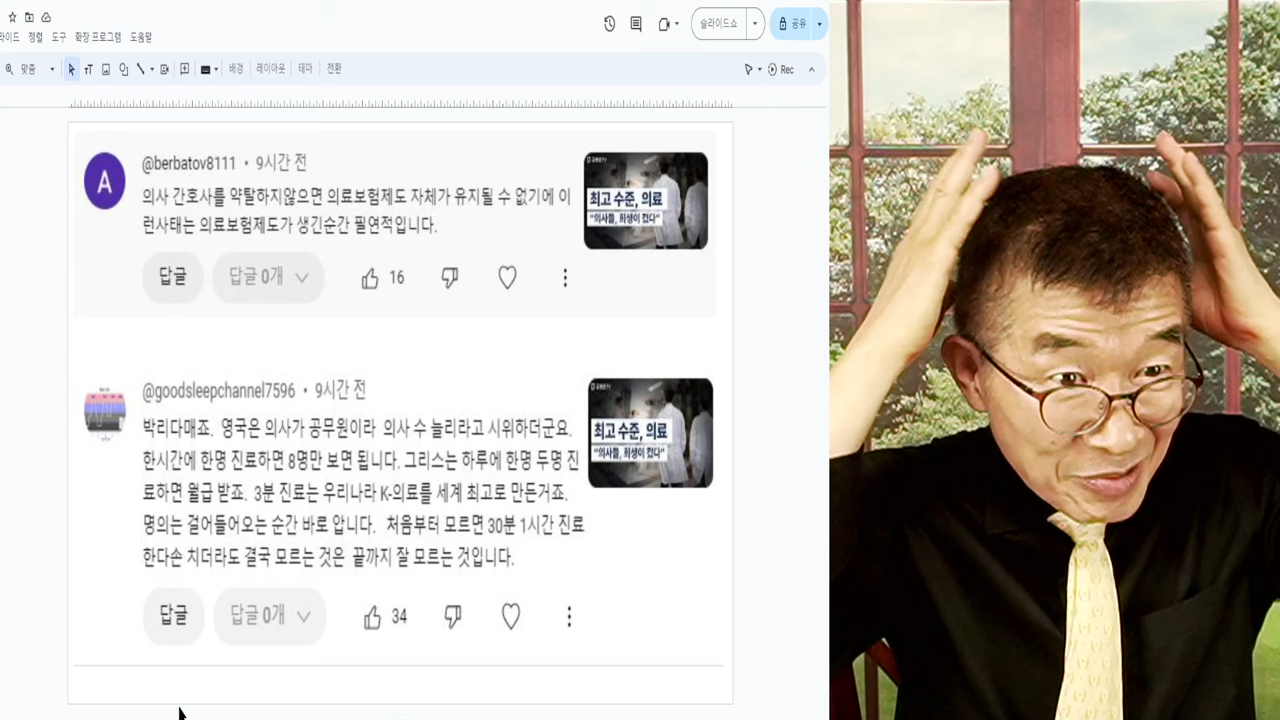 라이드 정렬 도구 확장 프로그램 도움말
슬라이드쇼
공유
맞춤
배경 레이아웃 테마 전환
Rec
A
@berbatov8111 • 9시간 전
의사 간호사를 약탈하지않으면 의료보험제도 자체가 유지될 수 없기에 이
런사태는 의료보험제도가 생긴순간 필연적입니다.
최고 수준, 의료
"의사들, 희생이 컸다"
답글 답글 0개 16
@goodsleepchannel7596 • 9시간 전
박리다매죠. 영국은 의사가 공무원이라 의사 수 늘리라고 시위하더군요.
한시간에 한명 진료하면 8명만 보면 됩니다. 그리스는 하루에 한명 두명 진
료하면 월급 받죠. 3분 진료는 우리나라 K-의료를 세계 최고로 만든거죠.
명의는 걸어들어오는 순간 바로 압니다. 처음부터 모르면 30분 1시간 진료
한다손 치더라도 결국 모르는 것은 끝까지 잘 모르는 것입니다.
최고 수준, 의료
"의사들, 희생이 컸다"
답글 답글 0개 34